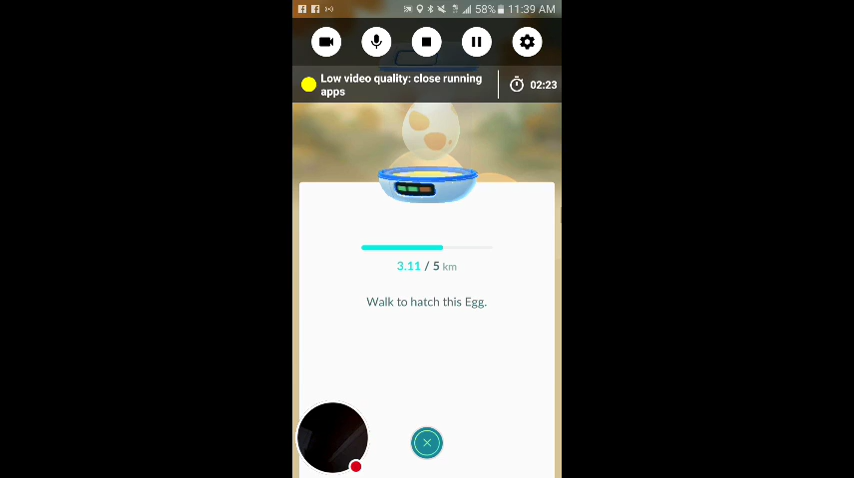 58% 11:39 AM
Low video quality: close running
apps
02:23
3.11 / 5 km
Walk to hatch this Egg.